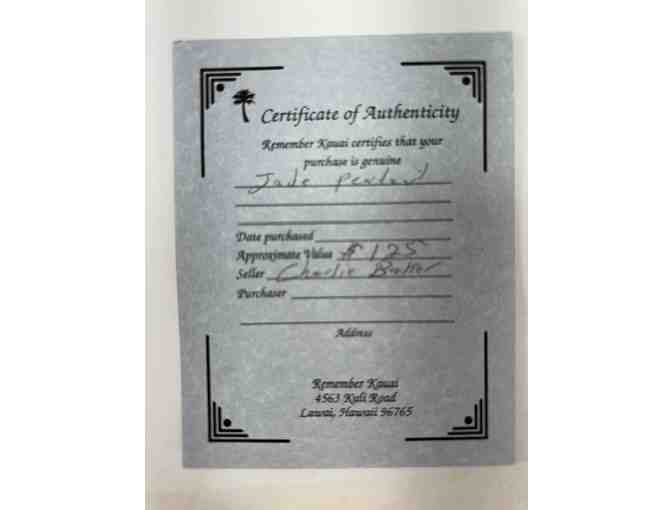 Certificate of Authenticity
Remember Kauai certifies that your
purchase is genuine
Jade Pendant
Date purchased
Approximate Value $125
Seller Charlie
Purchaser
Address
Remember Kauai
4563 Kali Road
Lawai, Hawaii 96765